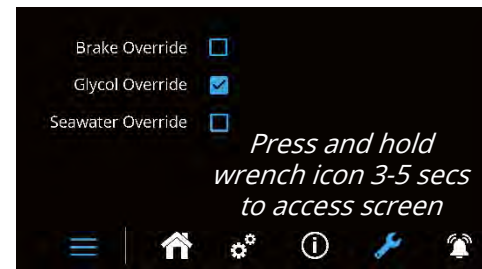 Brake Override
Glycol Override
Seawater Override
Press and hold
wrench icon 3-5 secs
to access screen